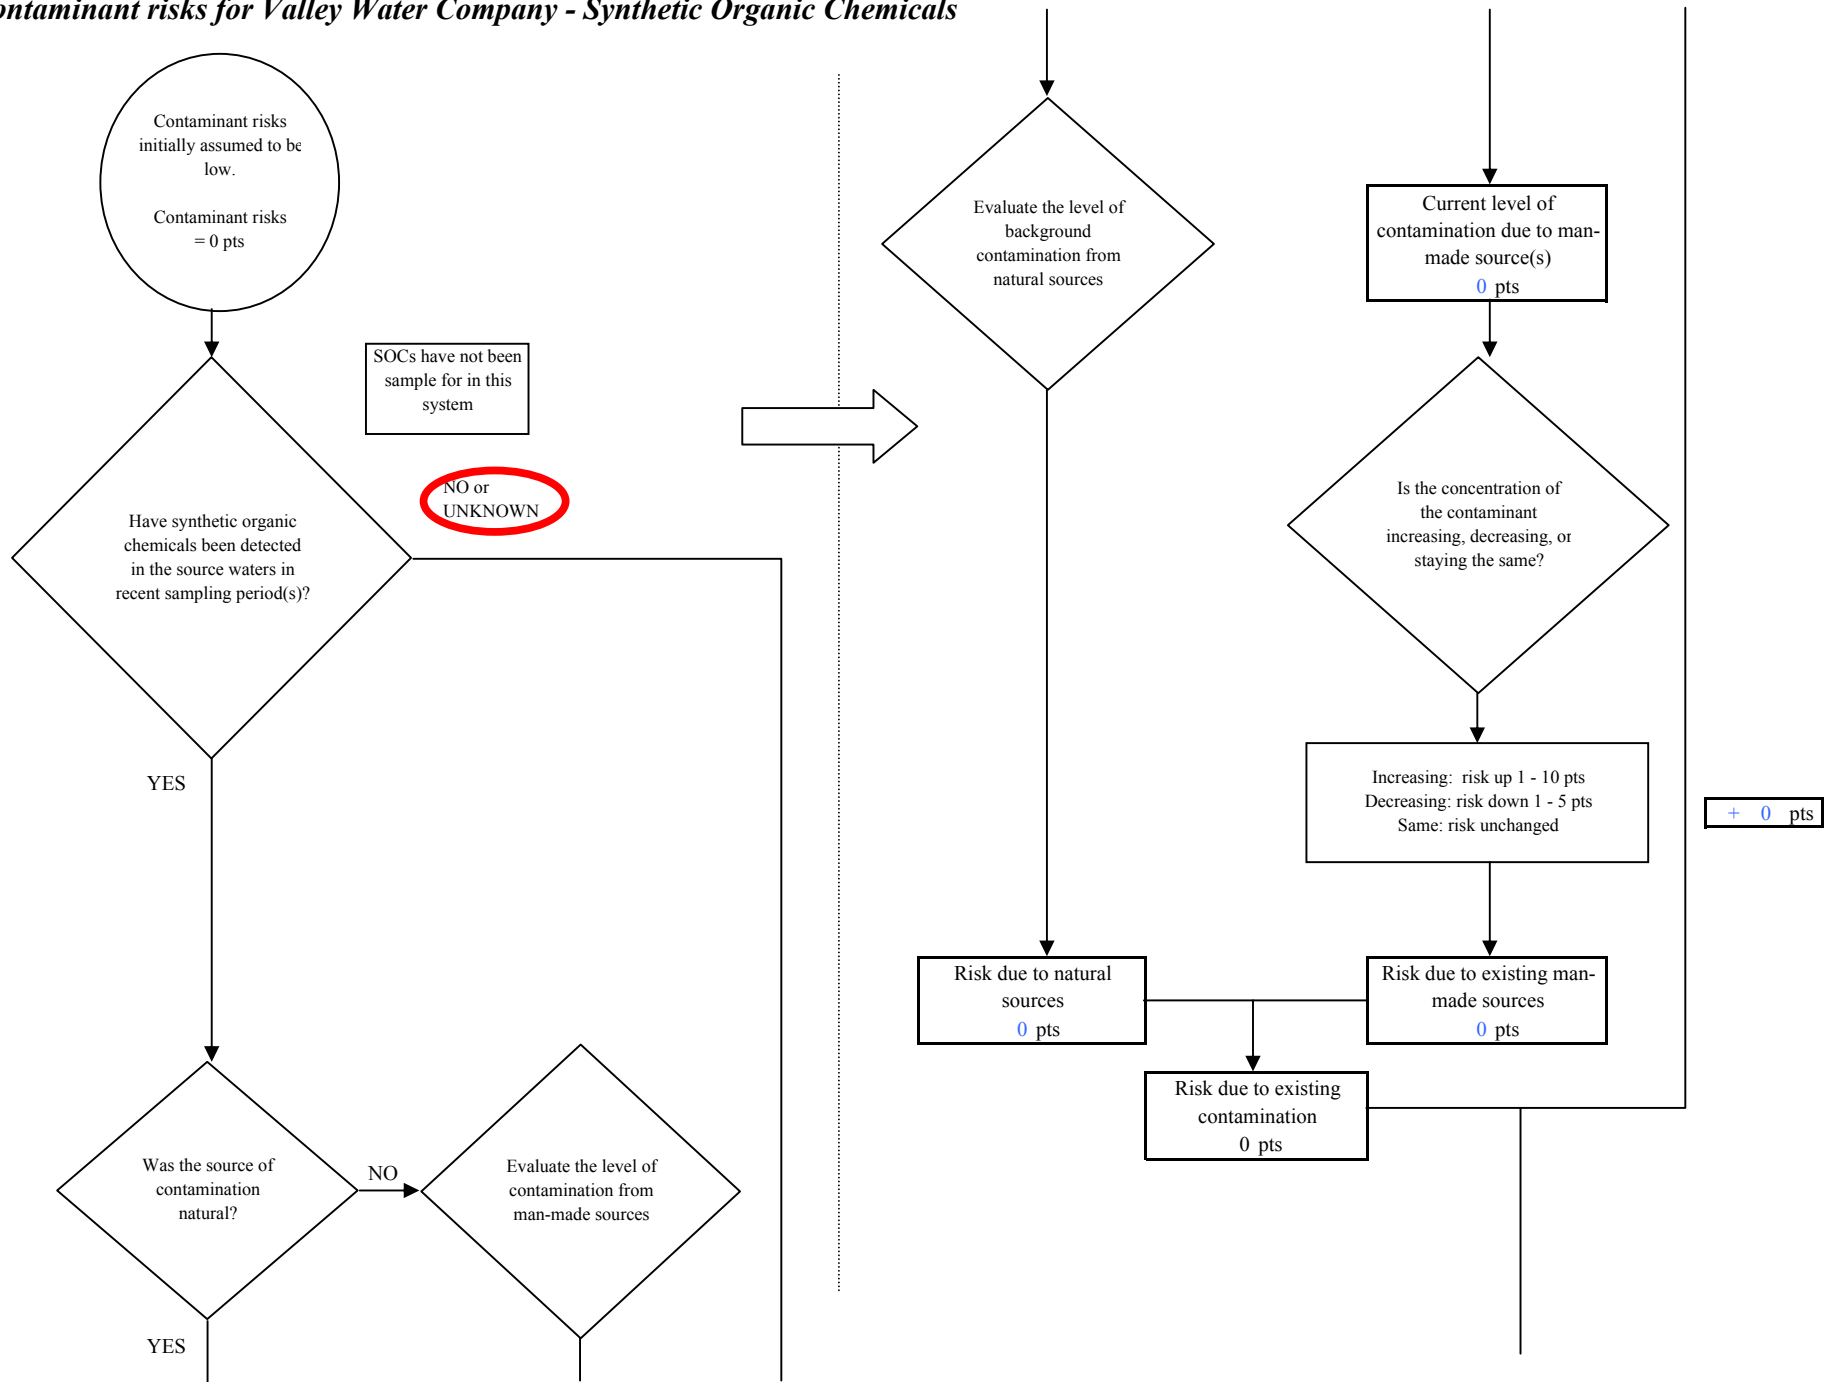 ontaminant risks for Valley Water Company - Synthetic Organic Chemicals
Contaminant risks
initially assumed to be
low.
Contaminant risks
= 0 pts
SOCs have not been
sample for in this
system
NO or
UNKNOWN
Have synthetic organic
chemicals been detected
in the source waters in
recent sampling period(s)?
YES
Was the source of
contamination
natural?
NO
Evaluate the level of
contamination from
man-made sources
YES
Evaluate the level of
background
contamination from
natural sources
Current level of
contamination due to man-
made source(s)
0 pts
Is the concentration of
the contaminant
increasing, decreasing, or
staying the same?
Increasing: risk up 1 - 10 pts
Decreasing: risk down 1 - 5 pts
Same: risk unchanged
+ 0 pts
Risk due to natural
sources
0 pts
Risk due to existing man-
made sources
0 pts
Risk due to existing
contamination
0 pts